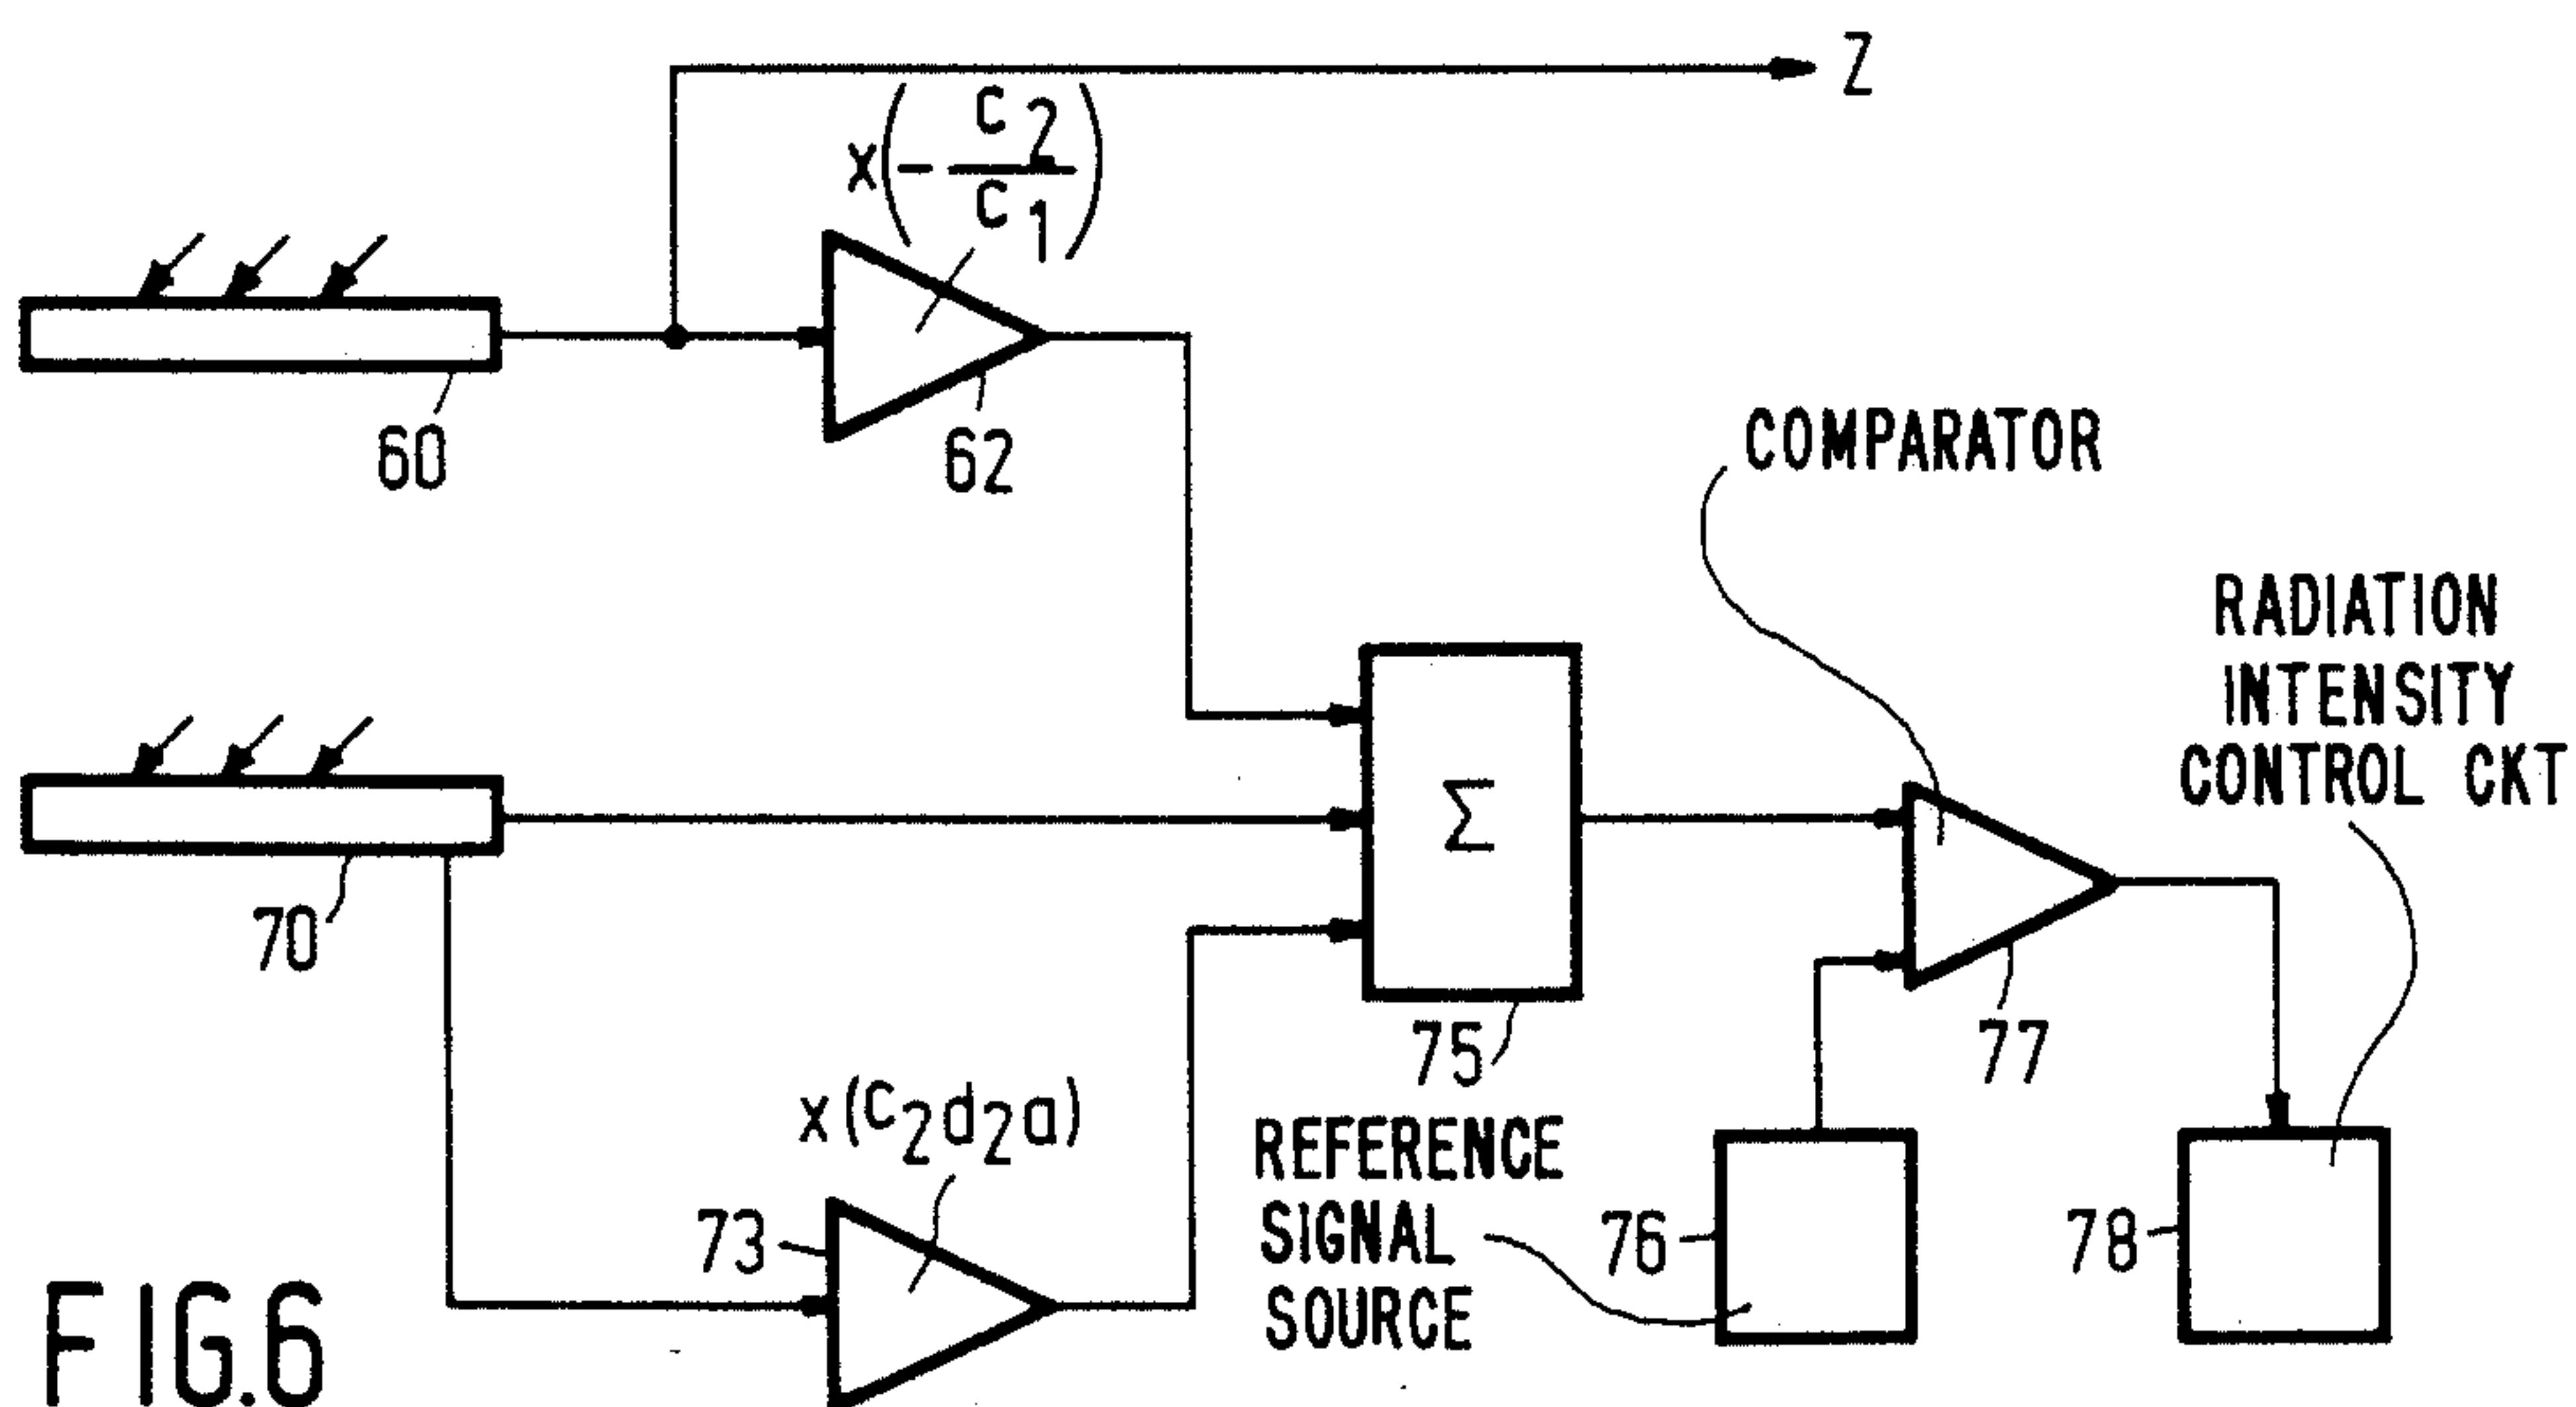 Z
x(-c2/c1)
60
62
COMPARATOR
RADIATION
INTENSITY
CONTROL CKT
Σ
70
75
77
x(c2d2a)
REFERENCE
SIGNAL
SOURCE
73
76
78
FIG.6